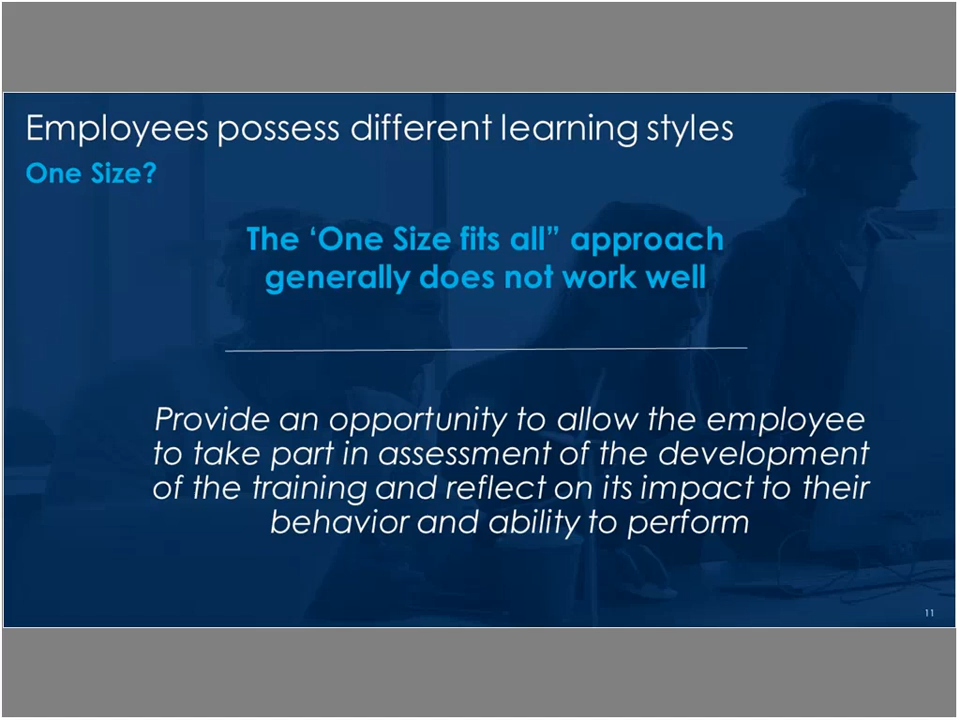 Employees possess different learning styles
One Size?
The ‘One Size fits all” approach
generally does not work well
Provide an opportunity to allow the employee
to take part in assessment of the development
of the training and reflect on its impact to their
behavior and ability to perform
11